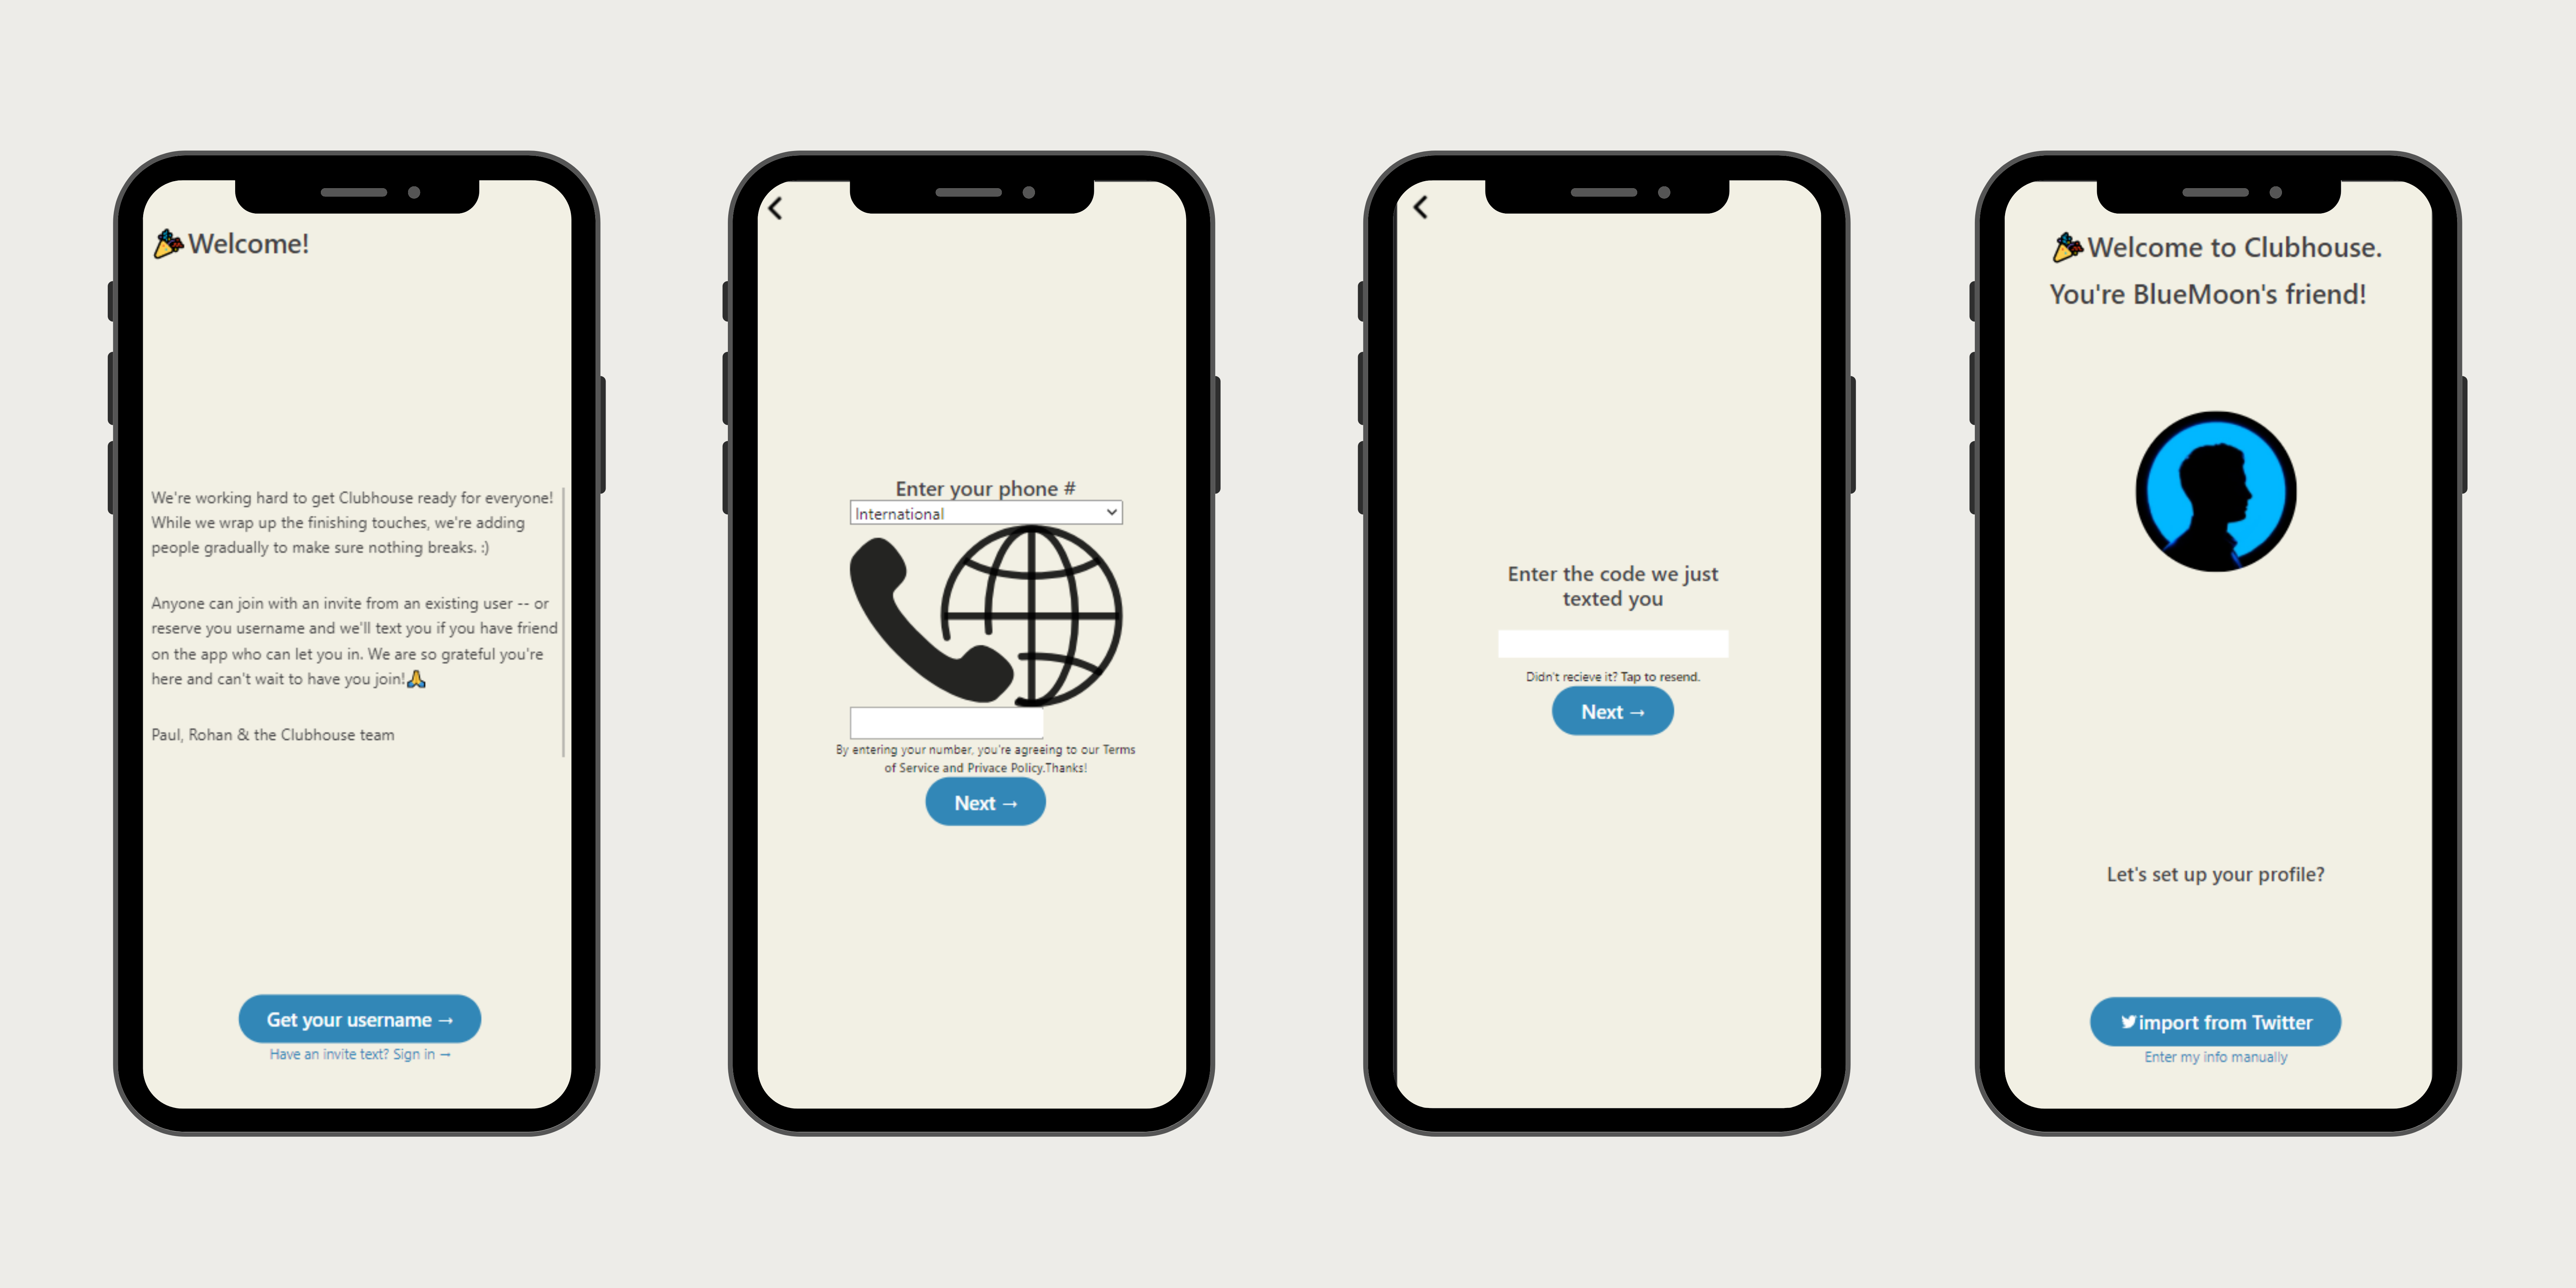 Welcome!
We're working hard to get Clubhouse ready for everyone!
While we wrap up the finishing touches, we're adding
people gradually to make sure nothing breaks. :)
Anyone can join with an invite from an existing user -- or
reserve you username and we'll text you if you have friend
on the app who can let you in. We are so grateful you're
here and can't wait to have you join!🙏
Paul, Rohan & the Clubhouse team
Get your username →
Have an invite text? Sign in →
Enter your phone #
International
By entering your number, you're agreeing to our Terms
of Service and Privace Policy.Thanks!
Next →
Enter the code we just
texted you
Didn't recieve it? Tap to resend.
Next →
Welcome to Clubhouse.
You're BlueMoon's friend!
Let's set up your profile?
import from Twitter
Enter my info manually